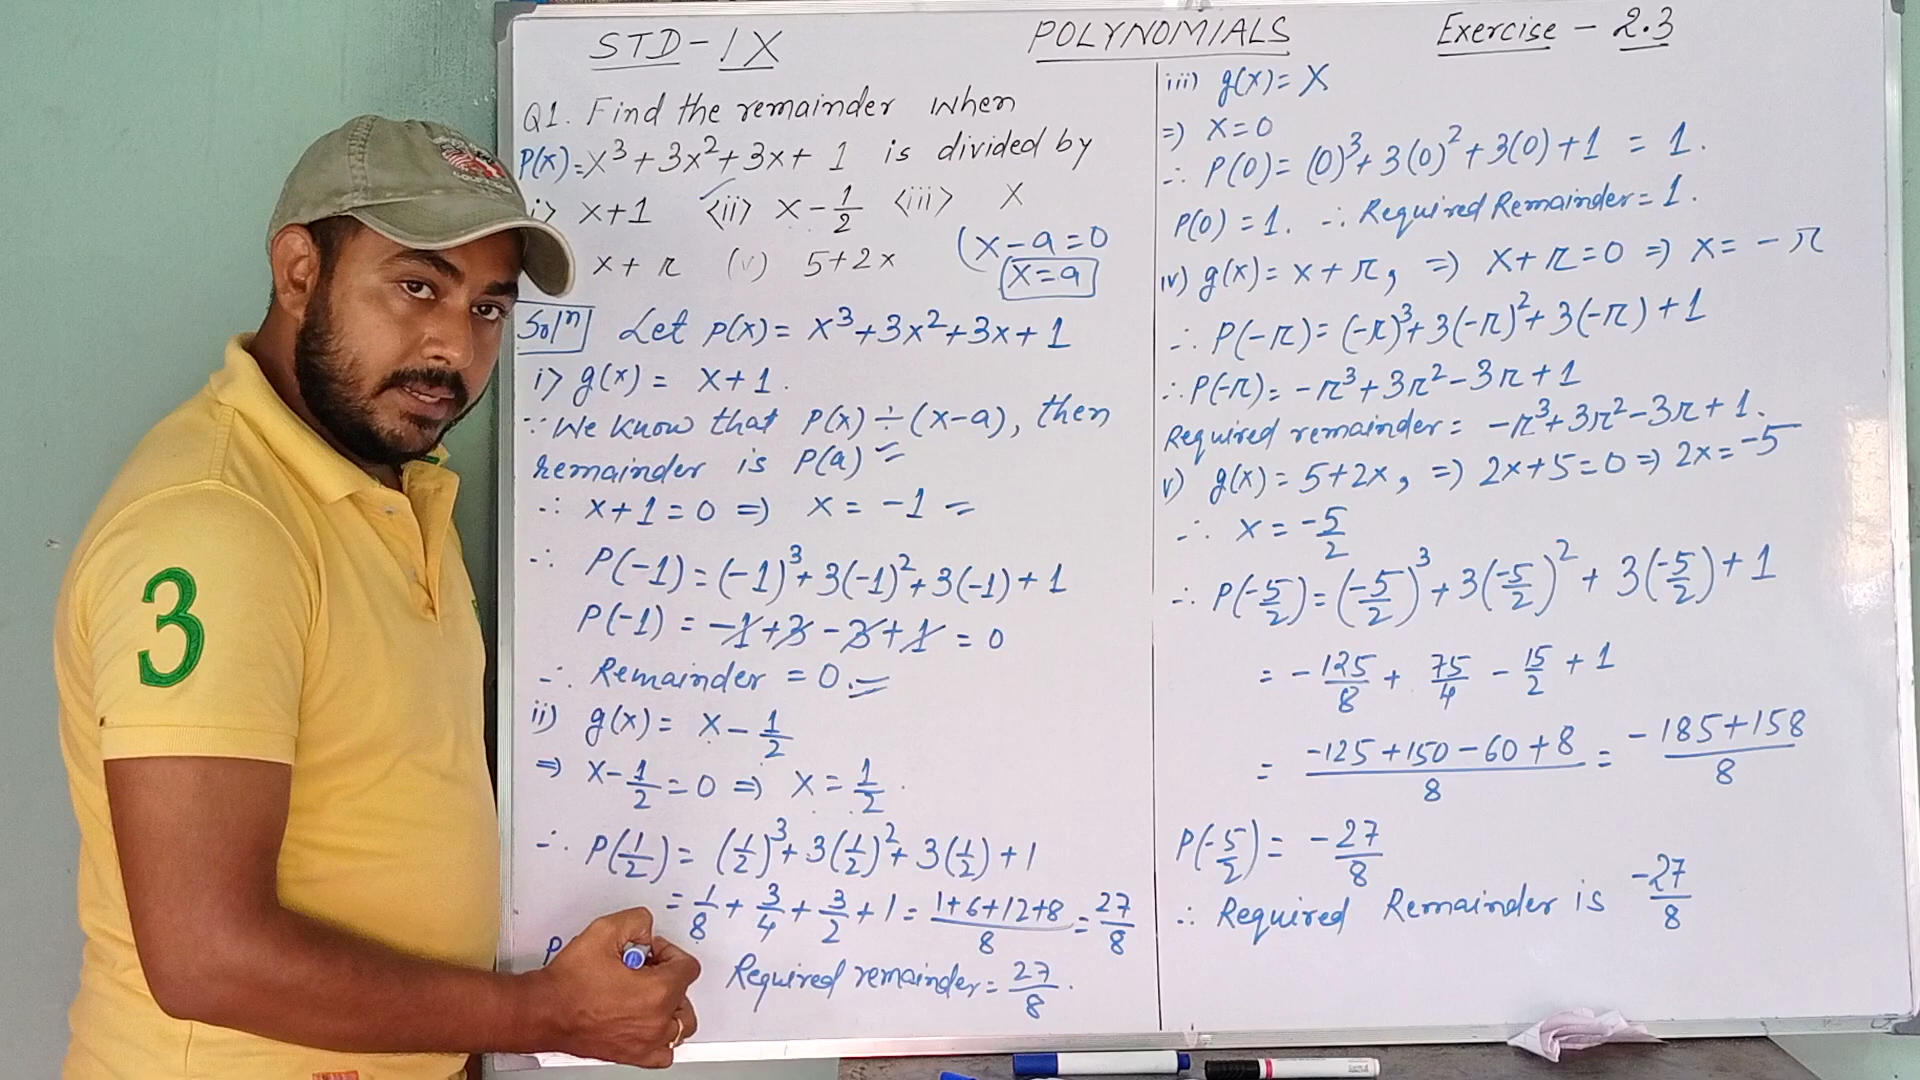 STD-IX
POLYNOMIALS
Exercise - 2.3
Q1. Find the remainder when
P(x)=x³+3x²+3x+1 is divided by
i> x+1 <ii> x-1/2 <iii> x
x+π (v) 5+2x
(x-a=0
x=a
Solⁿ Let P(x)= x³+3x²+3x+1
i> g(x) = x+1.
∵ We know that P(x)÷(x-a), then
remainder is P(a)
∴ x+1=0 => x = -1
∴ P(-1)=(-1)³+3(-1)²+3(-1)+1
P(-1) = -1+3-3+1 = 0
∴ Remainder = 0.
ii) g(x)= x-1/2
=> x-1/2=0 => x=1/2.
∴ P(1/2)= (1/2)³+3(1/2)²+3(1/2)+1
= 1/8+3/4+3/2+1= 1+6+12+8/8 = 27/8
P
Required remainder= 27/8.
iii) g(x)= x
=> x=0
∴ P(0)= (0)³+3(0)²+3(0)+1 = 1.
P(0)=1. ∴ Required Remainder=1.
iv) g(x)= x+π, => x+π=0 => x= -π
∴ P(-π)= (-π)³+3(-π)²+3(-π)+1
∴ P(-π)= -π³+3π²-3π+1
Required remainder= -π³+3π²-3π+1.
v) g(x)= 5+2x, => 2x+5=0 => 2x=-5
∴ x=-5/2
∴ P(-5/2)=(-5/2)³+3(-5/2)²+3(-5/2)+1
= -125/8 + 75/4 - 15/2 +1
= -125+150-60+8/8 = -185+158/8
P(-5/2)= -27/8
∴ Required Remainder is -27/8
3